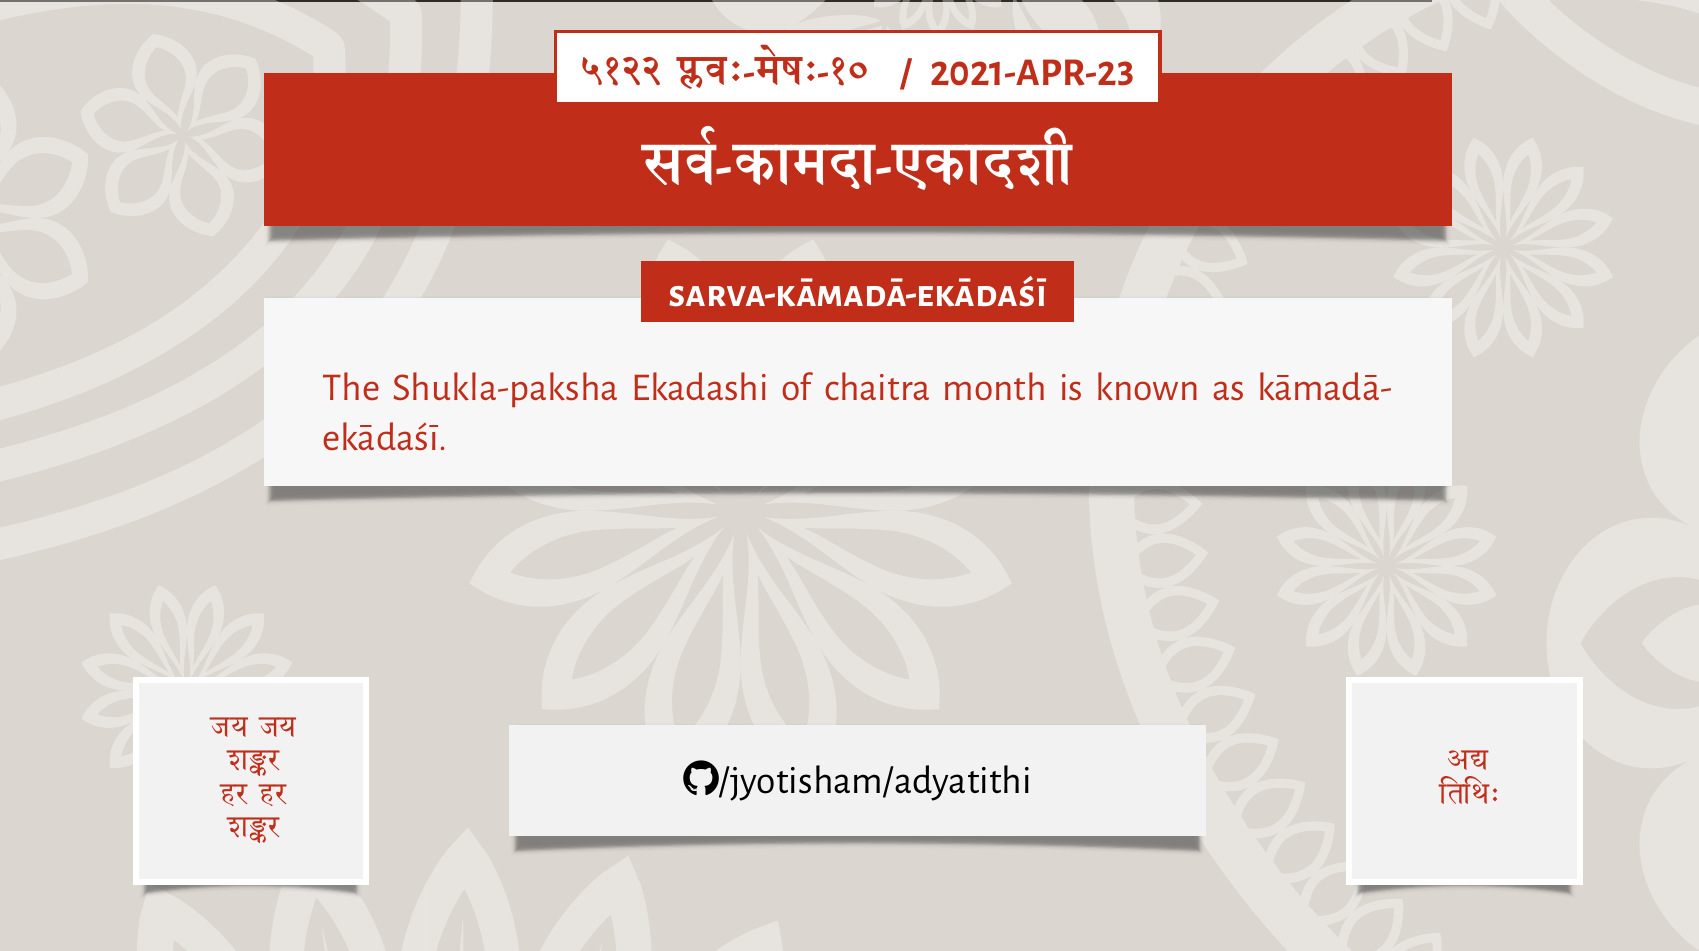 ५१२२ प्लवः-मेषः-१० / 2021-APR-23
सर्व-कामदा-एकादशी
SARVA-KĀMADĀ-EKĀDAŚĪ
The Shukla-paksha Ekadashi of chaitra month is known as kāmadā-
ekādaśī.
जय जय
शङ्कर
हर हर
शङ्कर
/jyotisham/adyatithi
अद्य
तिथिः